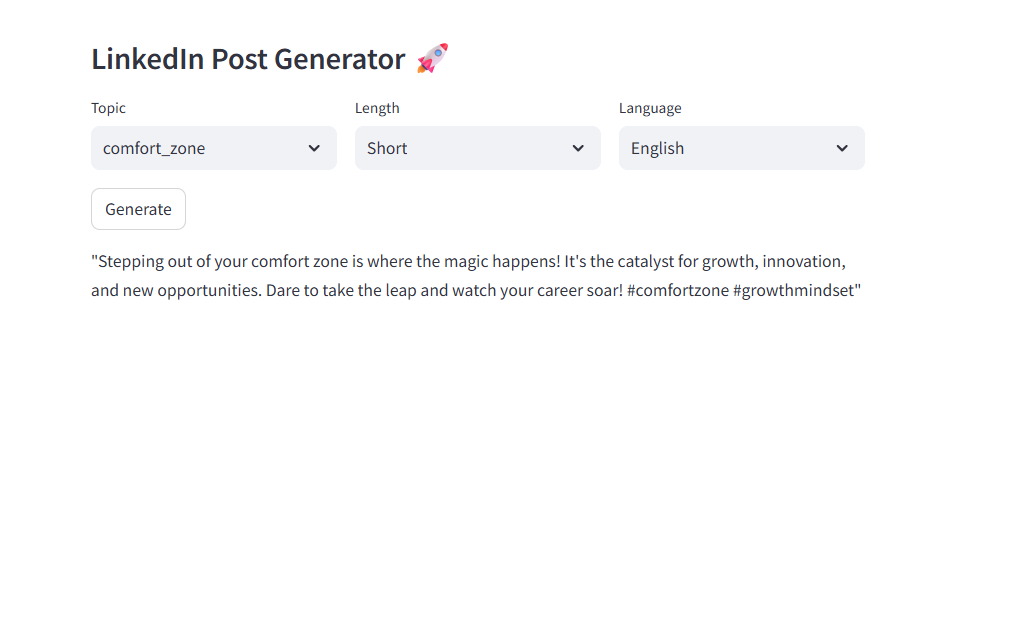 LinkedIn Post Generator 🚀
Topic
Length
Language
comfort_zone
Short
English
Generate
"Stepping out of your comfort zone is where the magic happens! It's the catalyst for growth, innovation,
and new opportunities. Dare to take the leap and watch your career soar! #comfortzone #growthmindset"